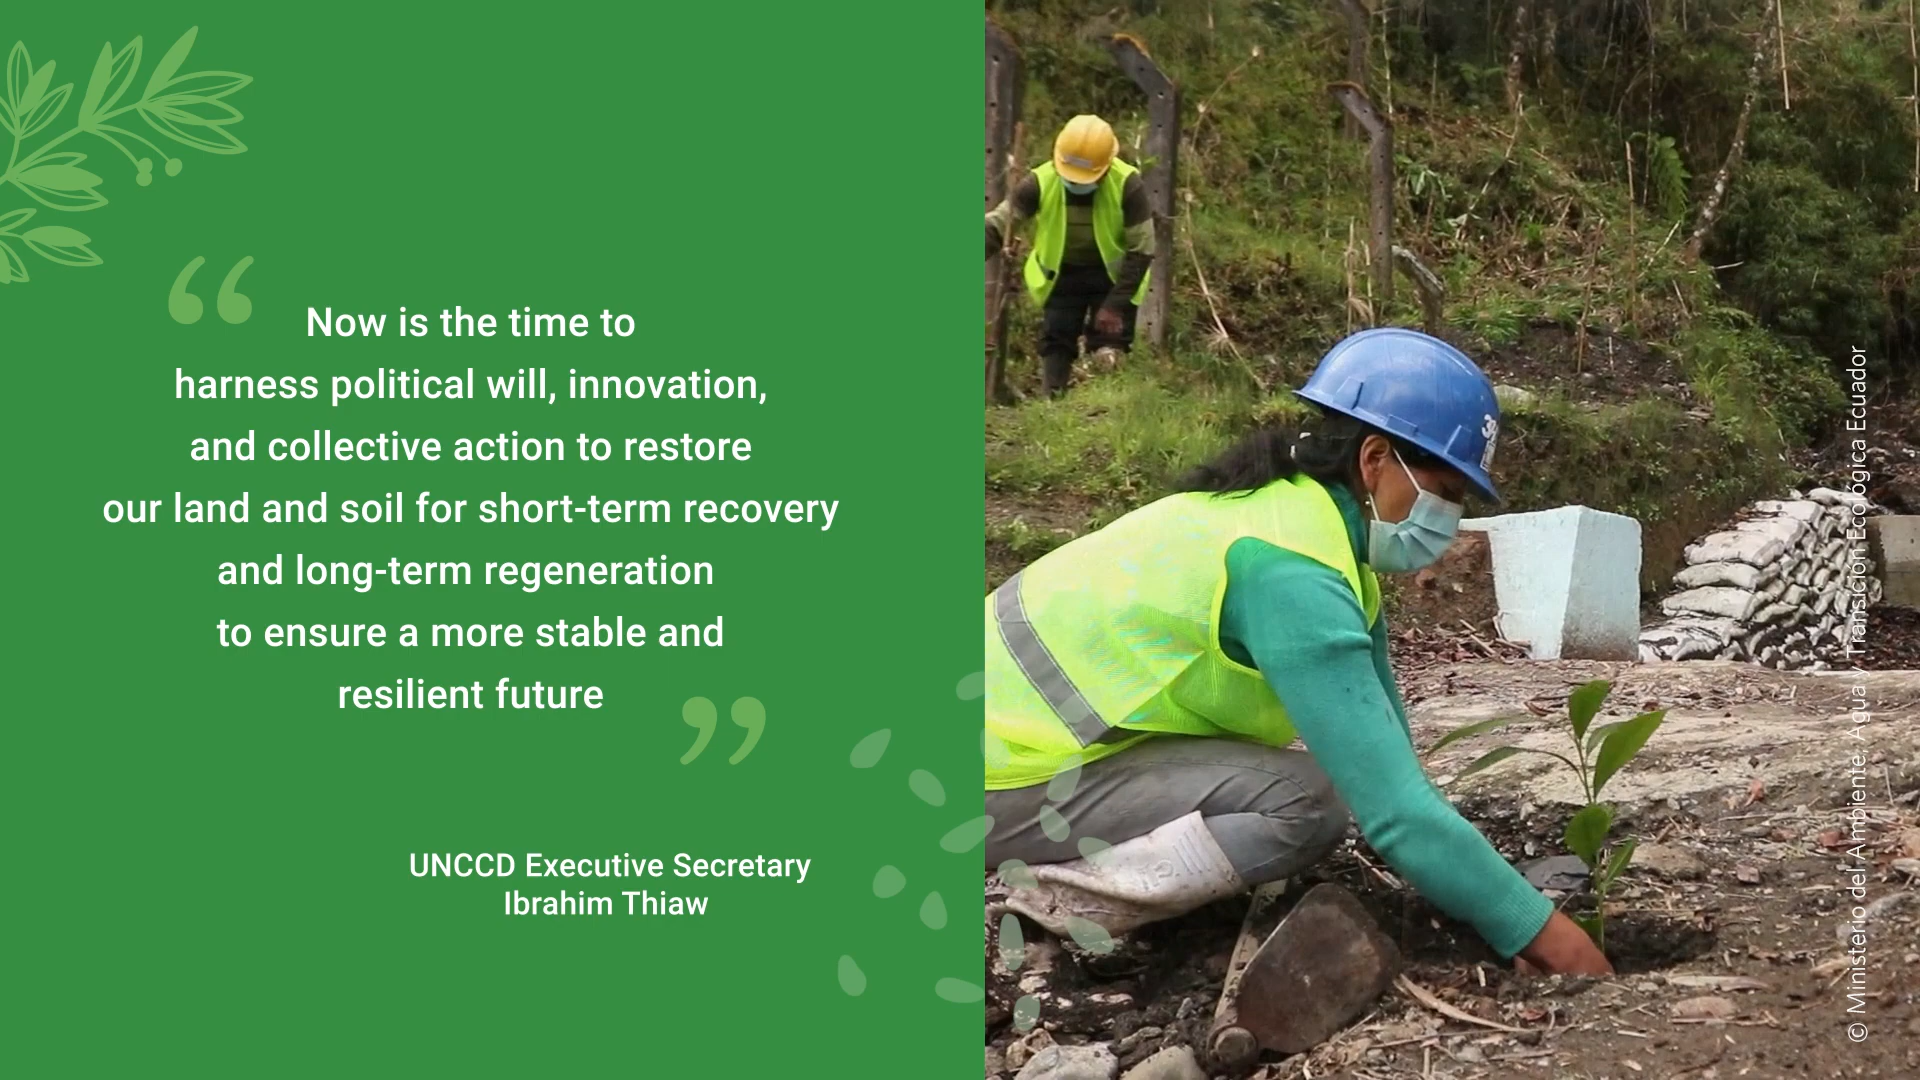 “ Now is the time to
harness political will, innovation,
and collective action to restore
our land and soil for short-term recovery
and long-term regeneration
to ensure a more stable and
resilient future ”
UNCCD Executive Secretary
Ibrahim Thiaw
© Ministerio del Ambiente, Agua y Transición Ecológica Ecuador